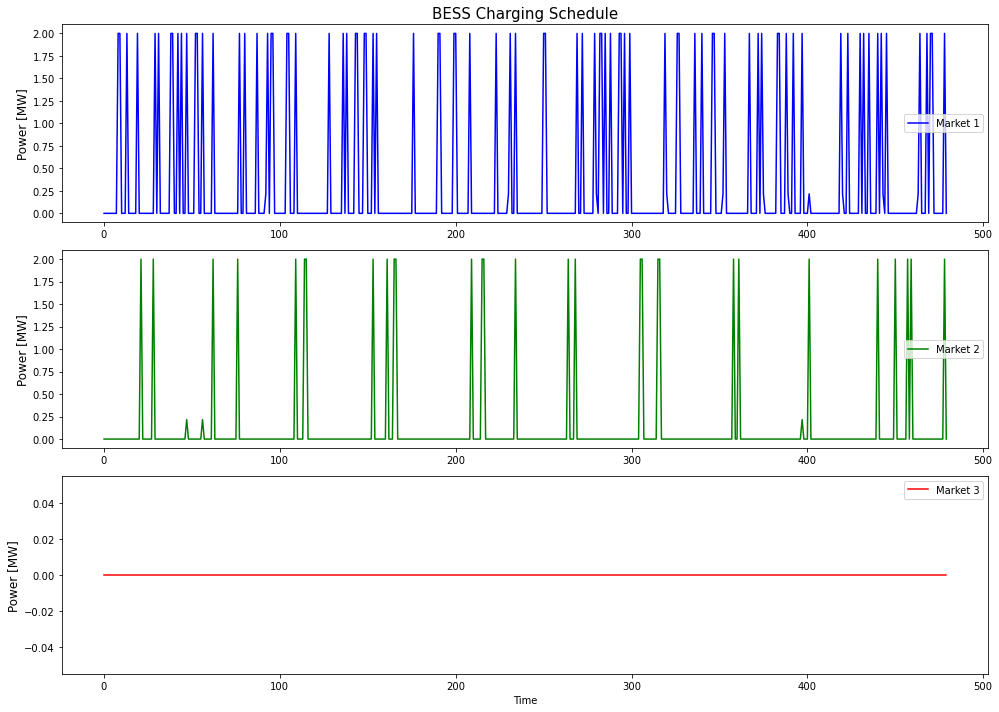 BESS Charging Schedule
2.00
1.75
1.50
1.25
1.00
0.75
0.50
0.25
0.00
Power [MW]
Market 1
0 100 200 300 400 500
2.00
1.75
1.50
1.25
1.00
0.75
0.50
0.25
0.00
Power [MW]
Market 2
0 100 200 300 400 500
0.04
0.02
0.00
−0.02
−0.04
Power [MW]
Market 3
0 100 200 300 400 500
Time